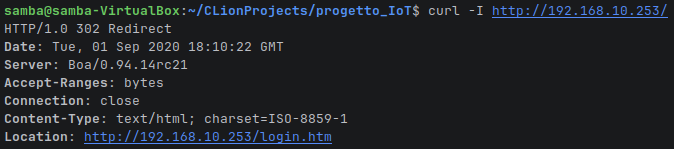 samba@samba-VirtualBox:~/CLionProjects/progetto_IoT$ curl -I http://192.168.10.253/
HTTP/1.0 302 Redirect
Date: Tue, 01 Sep 2020 18:10:22 GMT
Server: Boa/0.94.14rc21
Accept-Ranges: bytes
Connection: close
Content-Type: text/html; charset=ISO-8859-1
Location: http://192.168.10.253/login.htm